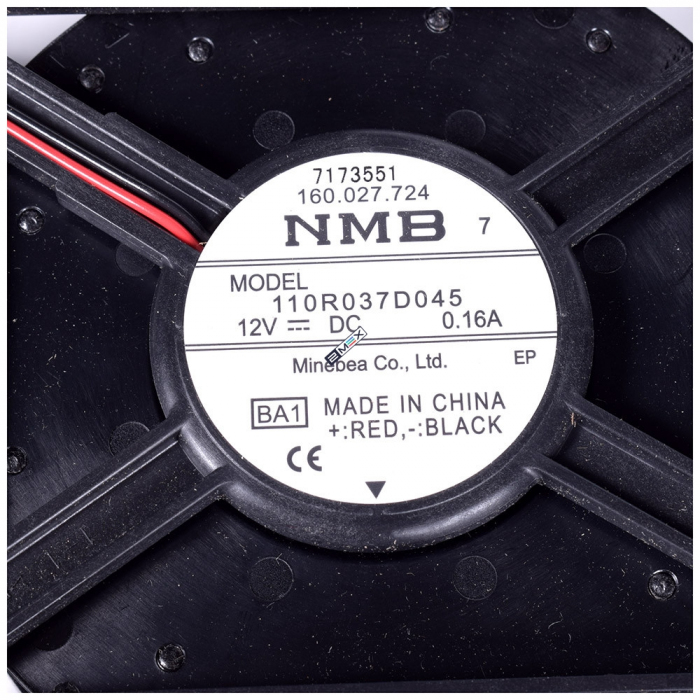 7173551
160.027.724
NMB 7
MODEL
110R037D045
12V ⎓ DC 0.16A
EMEX
Minebea Co., Ltd. EP
BA1 MADE IN CHINA
+:RED,-:BLACK
CE